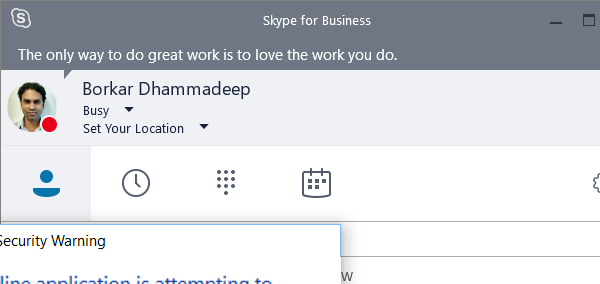 Skype for Business
The only way to do great work is to love the work you do.
Borkar Dhammadeep
Busy
Set Your Location
Security Warning
line application is attempting to